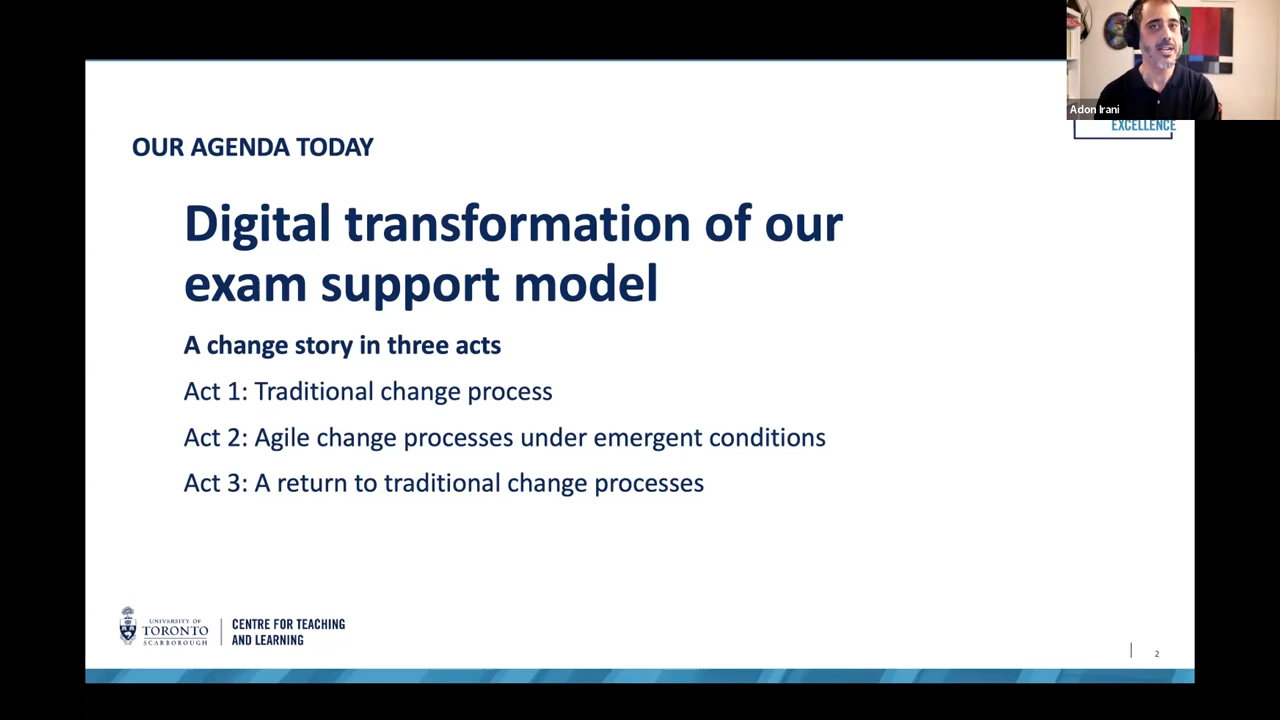 Adon Irani
EXCELLENCE
OUR AGENDA TODAY
Digital transformation of our
exam support model
A change story in three acts
Act 1: Traditional change process
Act 2: Agile change processes under emergent conditions
Act 3: A return to traditional change processes
UNIVERSITY OF
TORONTO
SCARBOROUGH
CENTRE FOR TEACHING
AND LEARNING
2